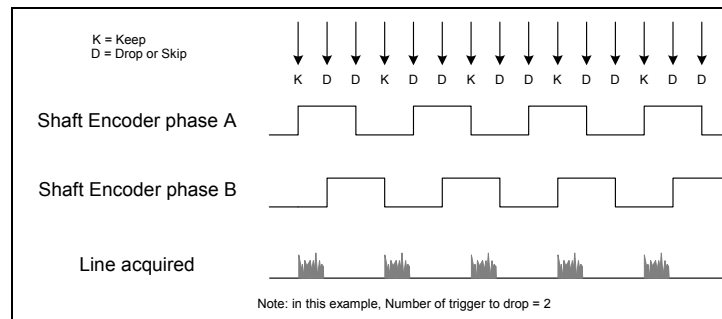 K = Keep
D = Drop or Skip
K D D K D D K D D K D D K D D
Shaft Encoder phase A
Shaft Encoder phase B
Line acquired
Note: in this example, Number of trigger to drop = 2